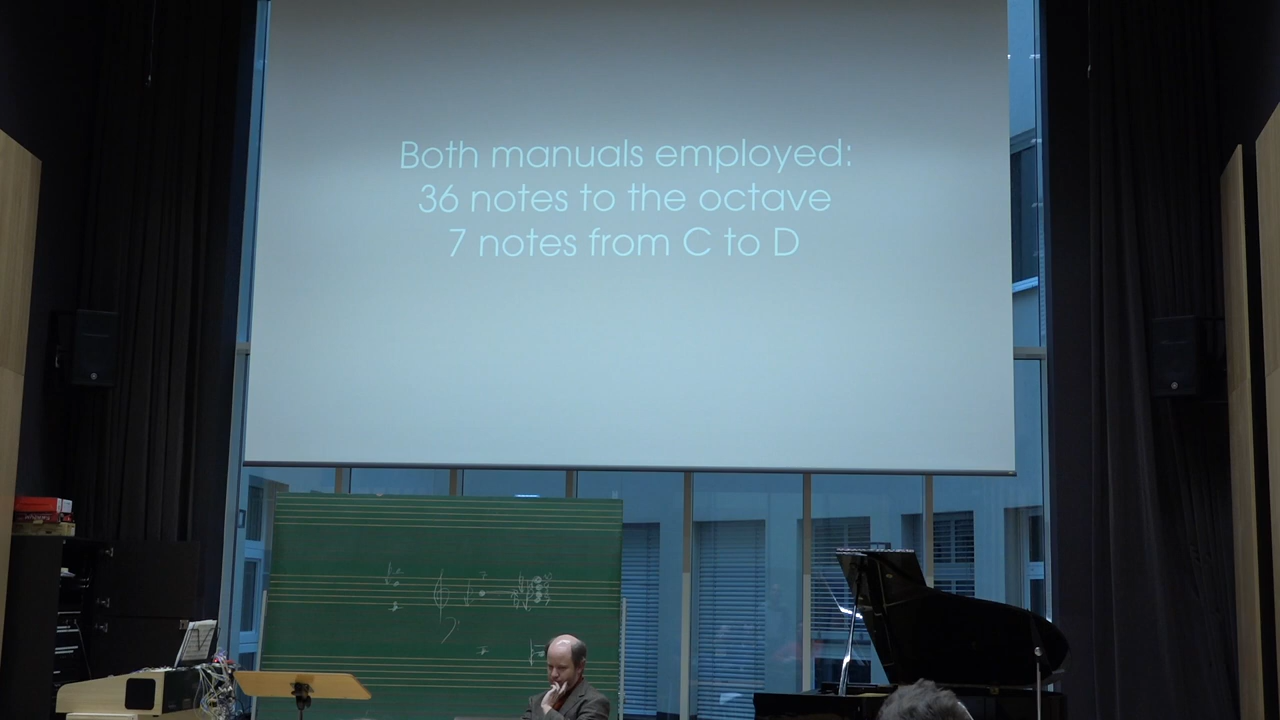 Both manuals employed:
36 notes to the octave
7 notes from C to D